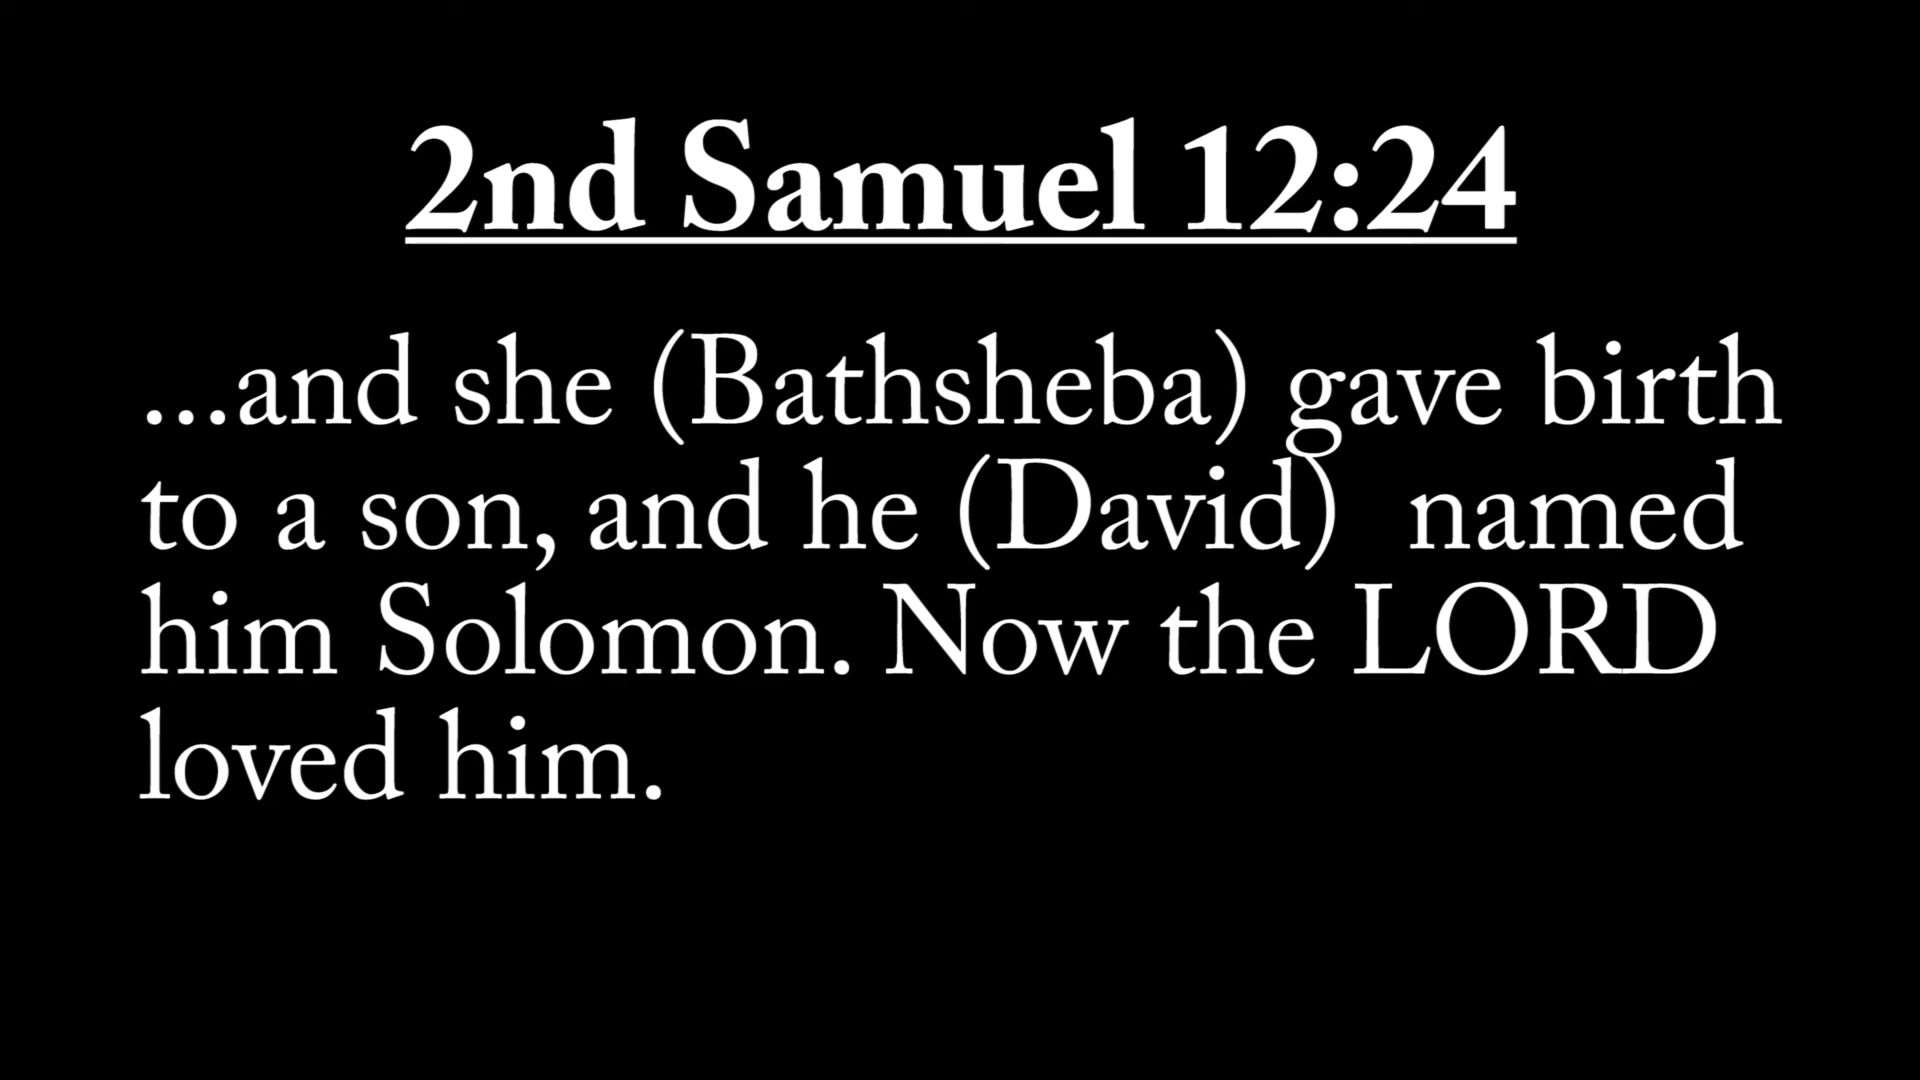 2nd Samuel 12:24
...and she (Bathsheba) gave birth
to a son, and he (David)  named
him Solomon. Now the LORD
loved him.